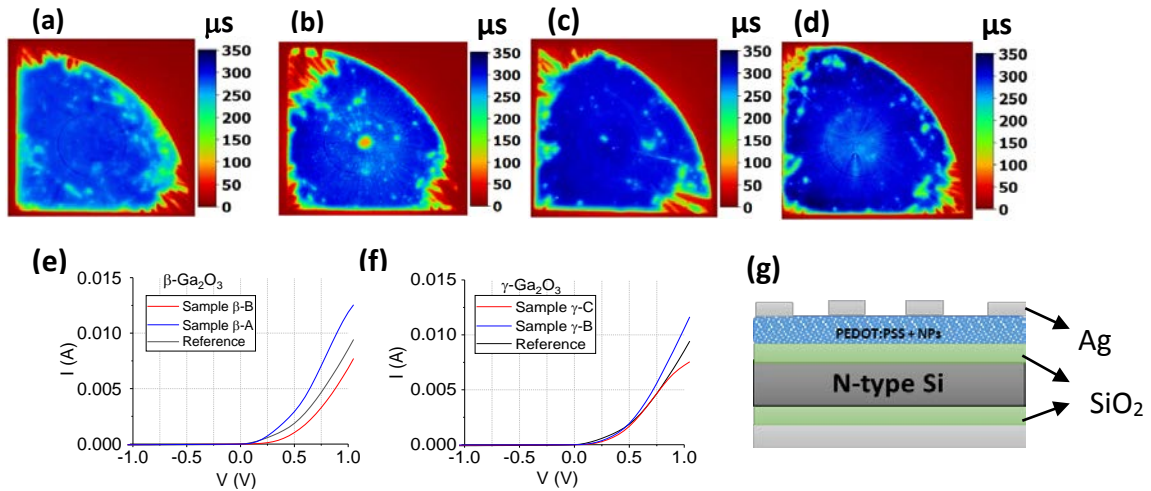 (a) μs (b) μs (c) μs (d) μs
350 350 350 350
300 300 300 300
250 250 250 250
200 200 200 200
150 150 150 150
100 100 100 100
50 50 50 50
0 0 0 0
(e)
β-Ga₂O₃
0.015
Sample β-B
Sample β-A
Reference
0.010
0.005
0.000
I (A)
-1.0 -0.5 0.0 0.5 1.0
V (V)
(f)
γ-Ga₂O₃
0.015
Sample γ-C
Sample γ-B
Reference
0.010
0.005
0.000
I (A)
-1.0 -0.5 0.0 0.5 1.0
V (V)
(g)
PEDOT:PSS + NPs
Ag
N-type Si
SiO₂